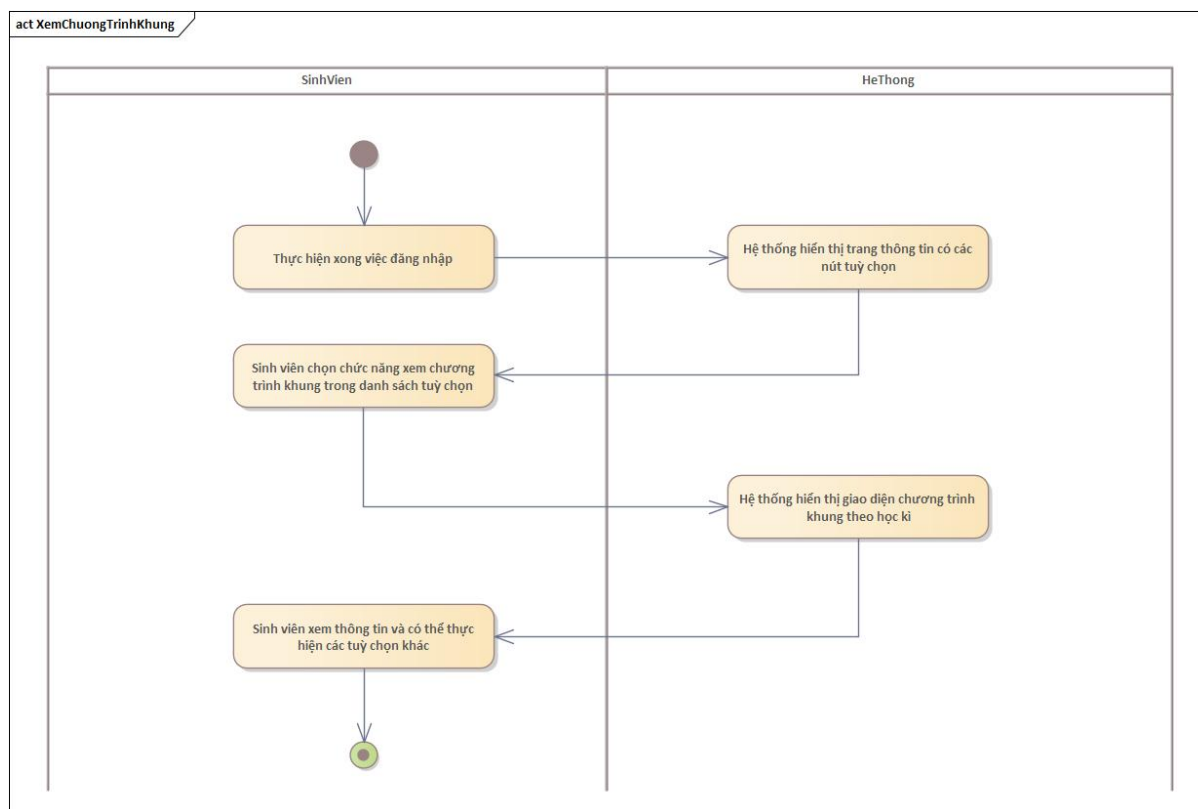 act XemChuongTrinhKhung
SinhVien
HeThong
Thực hiện xong việc đăng nhập
Hệ thống hiển thị trang thông tin có các
nút tuỳ chọn
Sinh viên chọn chức năng xem chương
trình khung trong danh sách tuỳ chọn
Hệ thống hiển thị giao diện chương trình
khung theo học kì
Sinh viên xem thông tin và có thể thực
hiện các tuỳ chọn khác